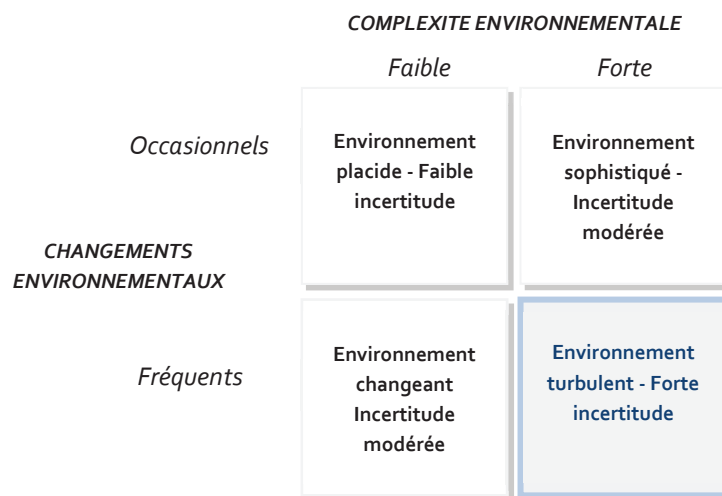 COMPLEXITE ENVIRONNEMENTALE
Faible
Forte
Occasionnels
Environnement
placide - Faible
incertitude
Environnement
sophistiqué -
Incertitude
modérée
CHANGEMENTS
ENVIRONNEMENTAUX
Fréquents
Environnement
changeant
Incertitude
modérée
Environnement
turbulent - Forte
incertitude